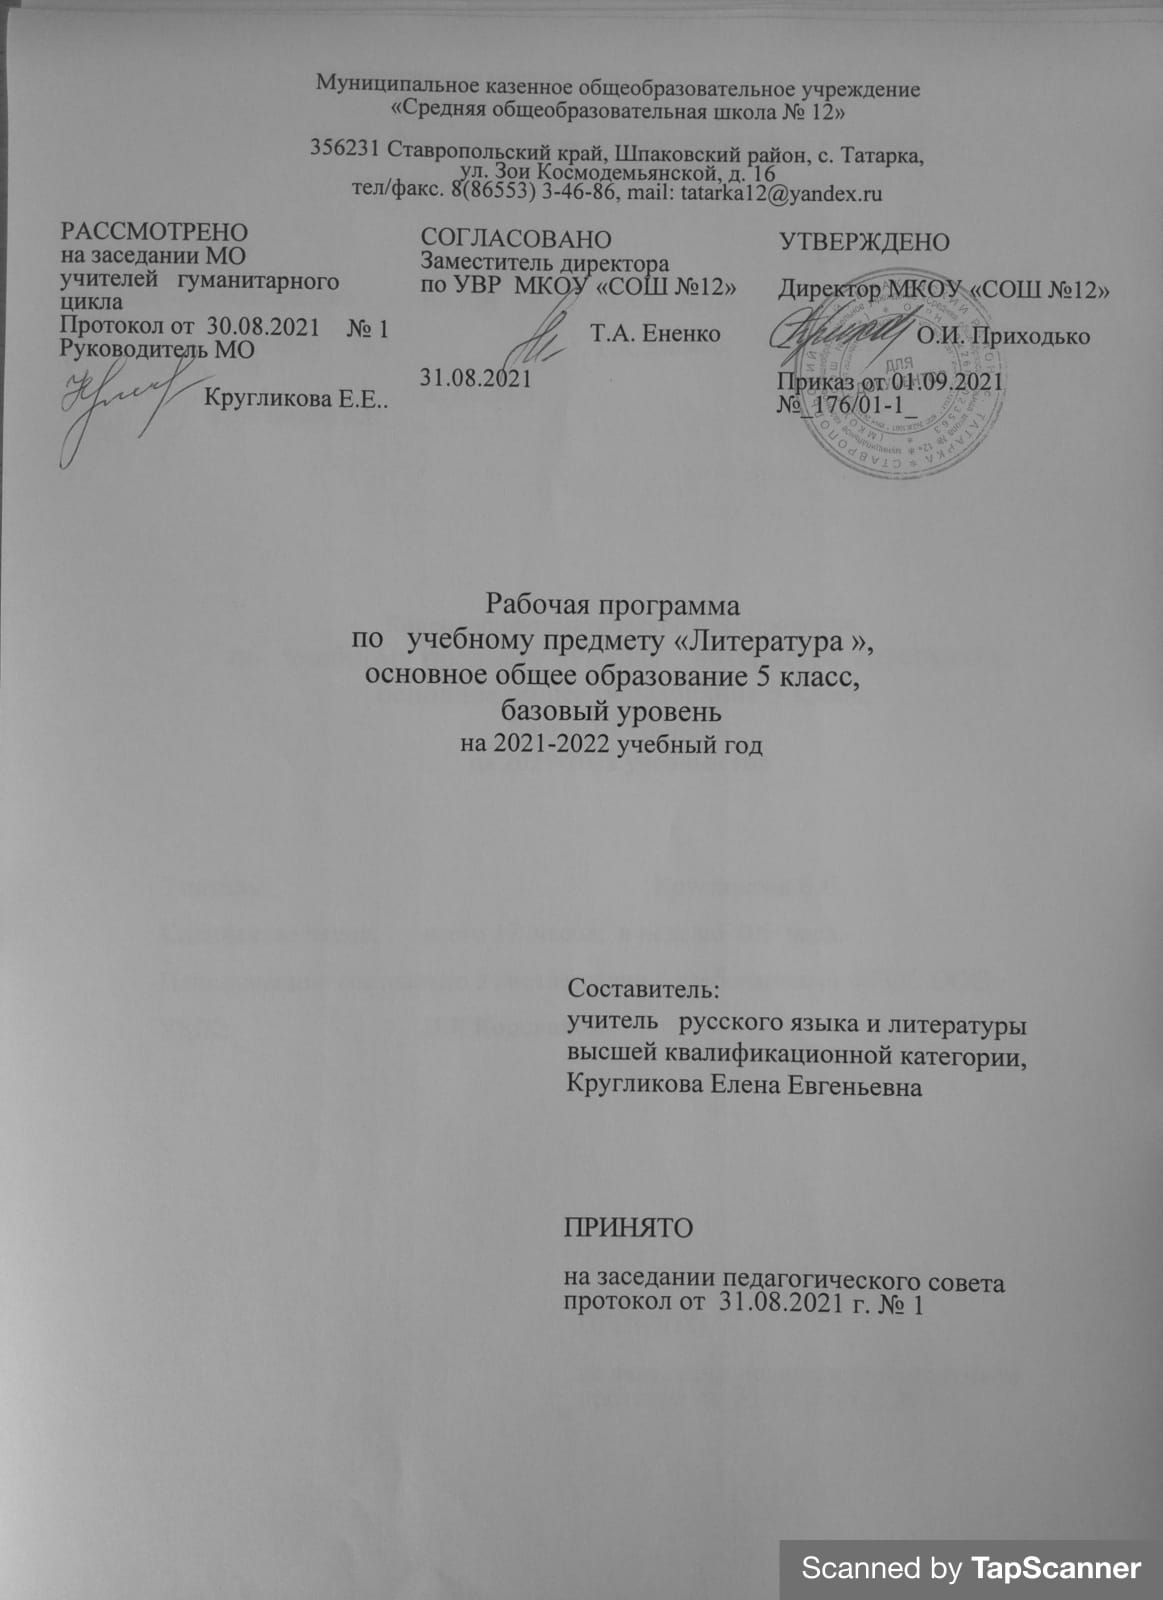 Муниципальное казенное общеобразовательное учреждение
«Средняя общеобразовательная школа № 12»
356231 Ставропольский край, Шпаковский район, с. Татарка,
ул. Зои Космодемьянской, д. 16
тел/факс. 8(86553) 3-46-86, mail: tatarka12@yandex.ru
РАССМОТРЕНО
на заседании МО
учителей гуманитарного
цикла
Протокол от 30.08.2021 № 1
Руководитель МО
Кругликова Е.Е..
СОГЛАСОВАНО
Заместитель директора
по УВР МКОУ «СОШ №12»
Т.А. Ененко
31.08.2021
УТВЕРЖДЕНО
Директор МКОУ «СОШ №12»
О.И. Приходько
Приказ от 01.09.2021
№_176/01-1_
ДЛЯ
Рабочая программа
по учебному предмету «Литература »,
основное общее образование 5 класс,
базовый уровень
на 2021-2022 учебный год
Составитель:
учитель русского языка и литературы
высшей квалификационной категории,
Кругликова Елена Евгеньевна
ПРИНЯТО
на заседании педагогического совета
протокол от 31.08.2021 г. № 1
Scanned by TapScanner